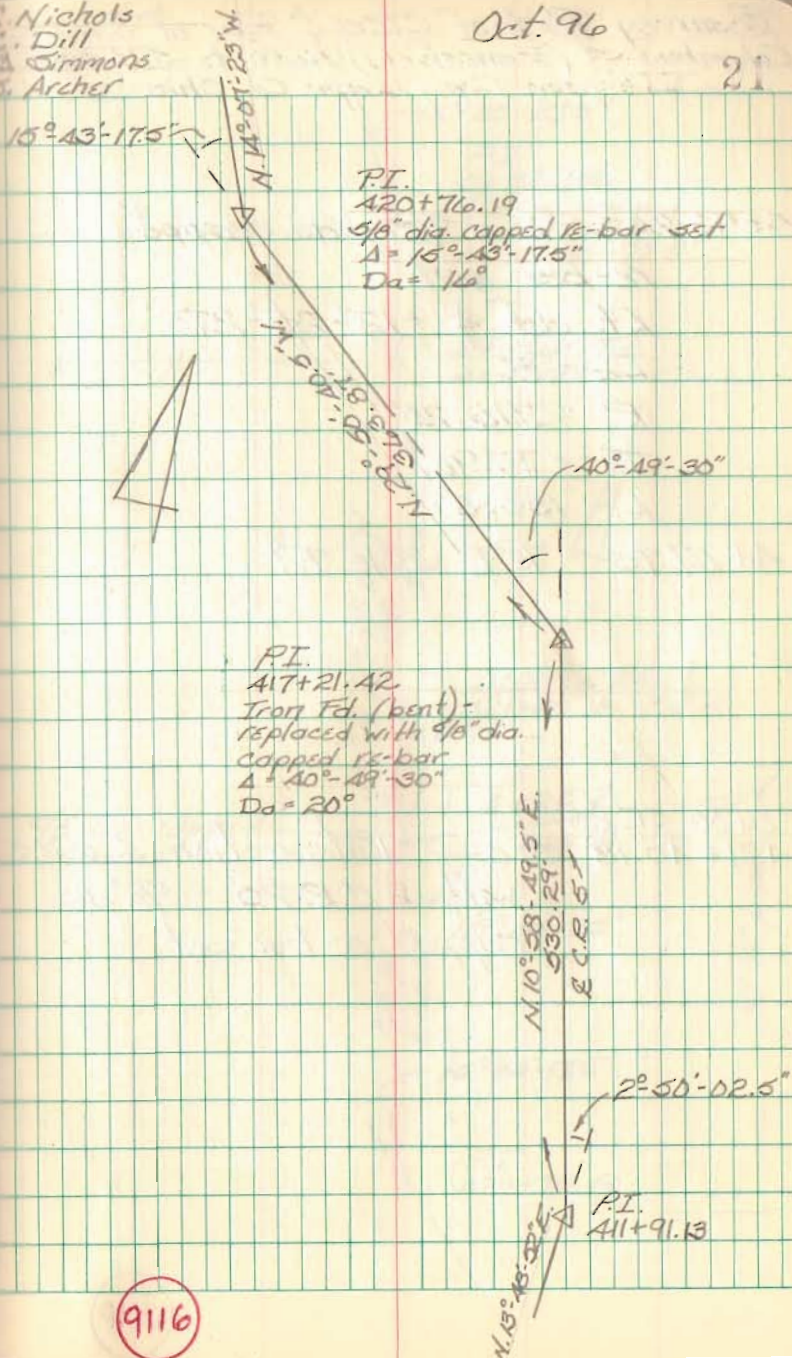 Nichols
Dill
Simmons
Archer
Oct. 96
21
15°-43'-17.5"
N.14°-07'-23"W.
P.I.
420+76.19
5/8" dia. capped re-bar set
Δ = 15°-43'-17.5"
Da = 16°
N.29°-50'-40.5"W.
40°-49'-30"
P.I.
417+21.42
Iron Fd. (bent)-
replaced with 5/8" dia.
capped re-bar
Δ = 40°-49'-30"
Da = 20°
N.10°-58'-49.5"E.
530.29'
C.R. 57
2°-50'-02.5"
P.I.
411+91.13
N.13°-48'-52"E.
9116